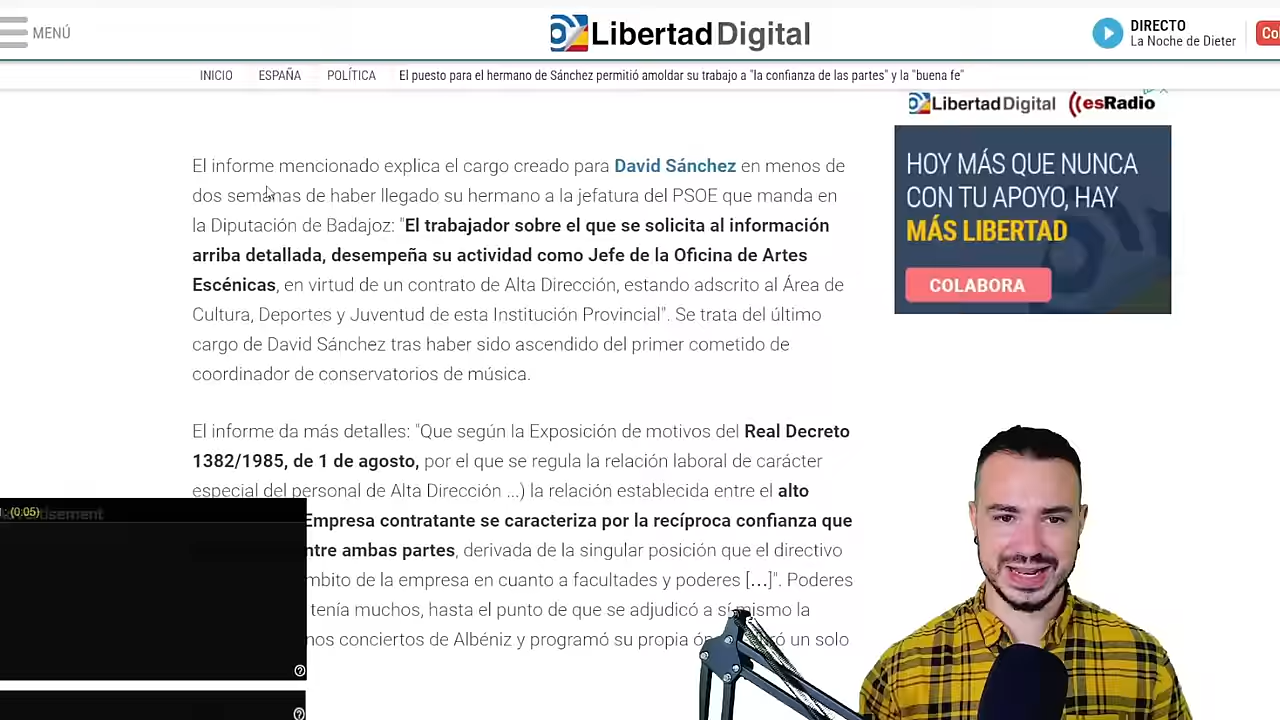 MENÚ
LibertadDigital
DIRECTO
La Noche de Dieter
INICIO ESPAÑA POLÍTICA El puesto para el hermano de Sánchez permitió amoldar su trabajo a "la confianza de las partes" y la "buena fe"
LibertadDigital esRadio
HOY MÁS QUE NUNCA
CON TU APOYO, HAY
MÁS LIBERTAD
COLABORA
El informe mencionado explica el cargo creado para David Sánchez en menos de
dos semanas de haber llegado su hermano a la jefatura del PSOE que manda en
la Diputación de Badajoz: "El trabajador sobre el que se solicita al información
arriba detallada, desempeña su actividad como Jefe de la Oficina de Artes
Escénicas, en virtud de un contrato de Alta Dirección, estando adscrito al Área de
Cultura, Deportes y Juventud de esta Institución Provincial". Se trata del último
cargo de David Sánchez tras haber sido ascendido del primer cometido de
coordinador de conservatorios de música.
El informe da más detalles: "Que según la Exposición de motivos del Real Decreto
1382/1985, de 1 de agosto, por el que se regula la relación laboral de carácter
especial del personal de Alta Dirección ...) la relación establecida entre el alto
Empresa contratante se caracteriza por la recíproca confianza que
ntre ambas partes, derivada de la singular posición que el directivo
mbito de la empresa en cuanto a facultades y poderes [...]". Poderes
tenía muchos, hasta el punto de que se adjudicó a sí mismo la
nos conciertos de Albéniz y programó su propia un solo
(0:05)